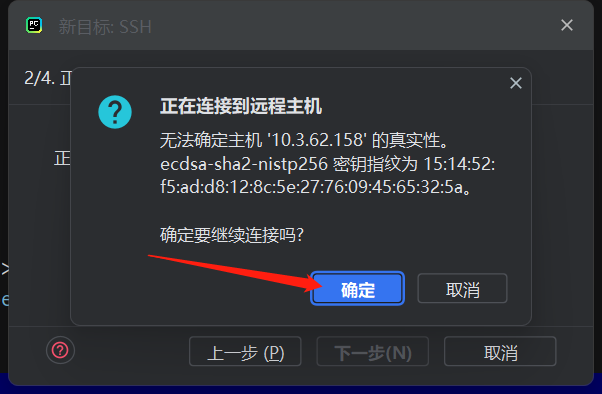 PC
新目标: SSH
2/4. 正
正在连接到远程主机
无法确定主机 '10.3.62.158' 的真实性。
ecdsa-sha2-nistp256 密钥指纹为 15:14:52:
f5:ad:d8:12:8c:5e:27:76:09:45:65:32:5a。
正
确定要继续连接吗?
>
e
确定
取消
上一步 (P)
下一步(N)
取消